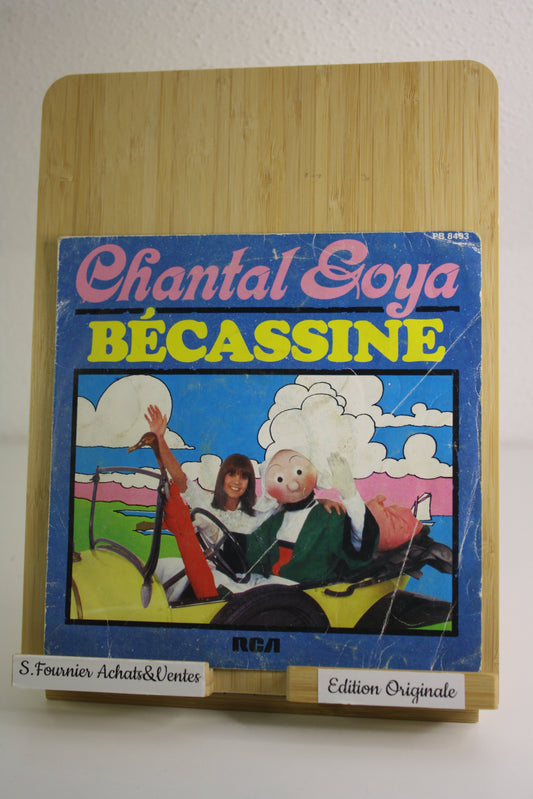 PB 8493
Chantal Goya
BÉCASSINE
RCA
S.Fournier Achats&Ventes
Edition Originale